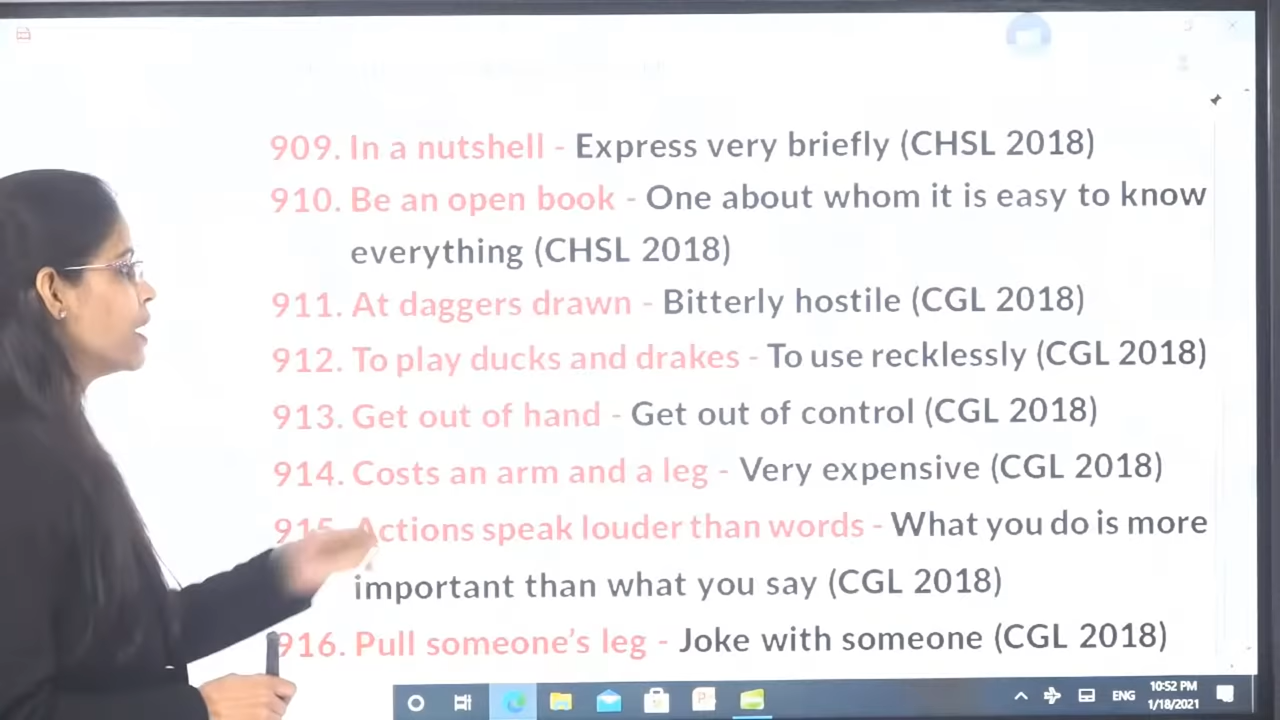 909. In a nutshell - Express very briefly (CHSL 2018)
910. Be an open book - One about whom it is easy to know
everything (CHSL 2018)
911. At daggers drawn - Bitterly hostile (CGL 2018)
912. To play ducks and drakes - To use recklessly (CGL 2018)
913. Get out of hand - Get out of control (CGL 2018)
914. Costs an arm and a leg - Very expensive (CGL 2018)
915. Actions speak louder than words - What you do is more
important than what you say (CGL 2018)
916. Pull someone's leg - Joke with someone (CGL 2018)
ENG
10:52 PM
1/18/2021